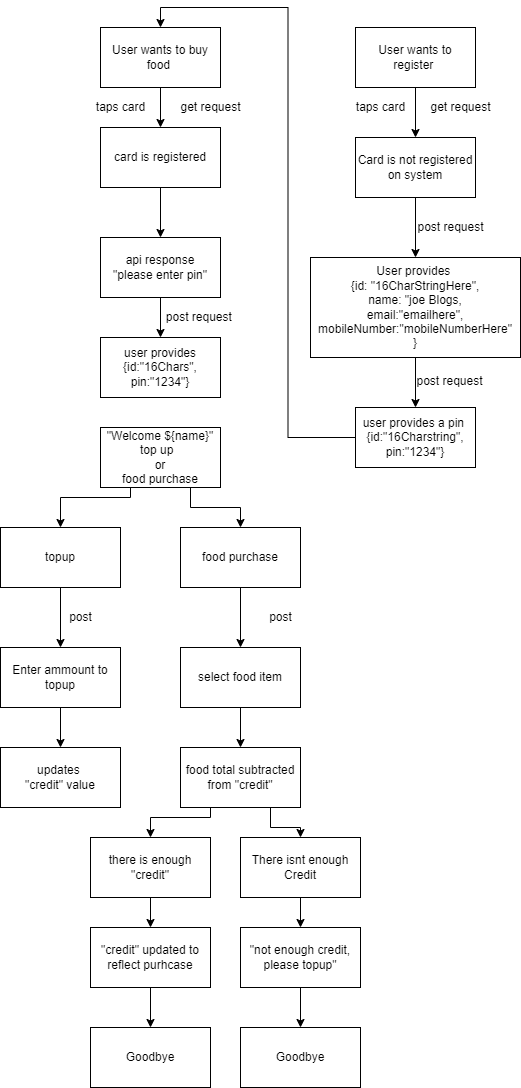 User wants to buy
food
taps card
get request
card is registered
api response
"please enter pin"
post request
user provides
{id:"16Chars",
pin:"1234"}
User wants to
register
taps card
get request
Card is not registered
on system
post request
User provides
{id: "16CharStringHere",
name: "joe Blogs,
email:"emailhere",
mobileNumber:"mobileNumberHere"
}
post request
user provides a pin
{id:"16Charstring",
pin:"1234"}
"Welcome ${name}"
top up
or
food purchase
topup
post
Enter ammount to
topup
updates
"credit" value
food purchase
post
select food item
food total subtracted
from "credit"
there is enough
"credit"
"credit" updated to
reflect purhcase
Goodbye
There isnt enough
Credit
"not enough credit,
please topup"
Goodbye